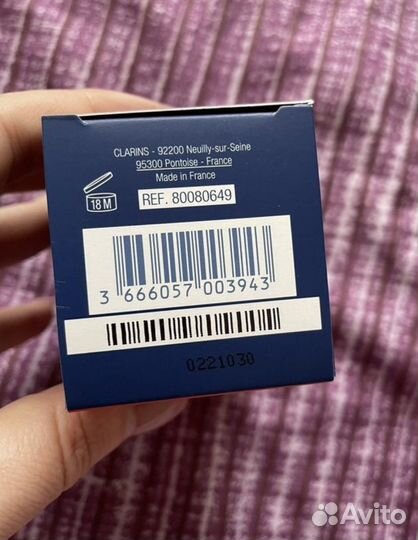 CLARINS - 92200 Neuilly-sur-Seine
95300 Pontoise - France
Made in France
18 M
REF. 80080649
3 666057 003943
0221030
Avito